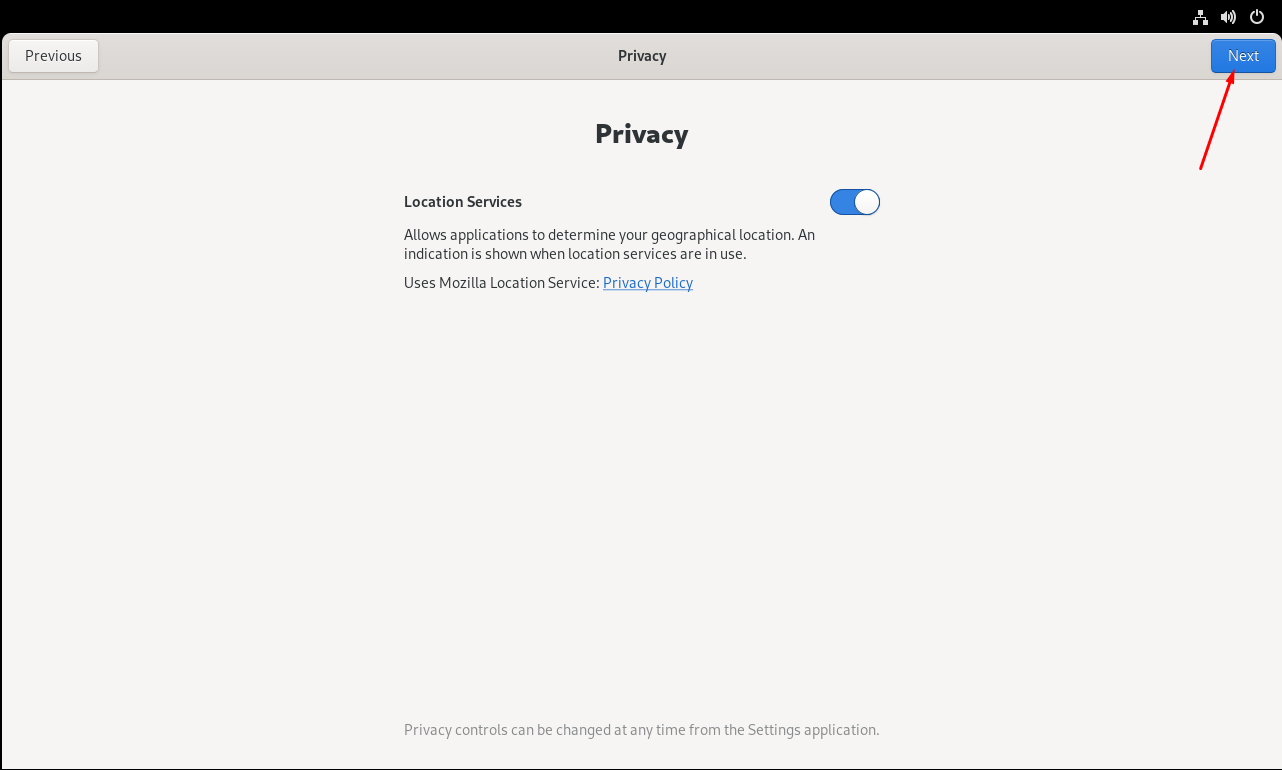 Previous
Privacy
Next
Privacy
Location Services
Allows applications to determine your geographical location. An
indication is shown when location services are in use.
Uses Mozilla Location Service: Privacy Policy
Privacy controls can be changed at any time from the Settings application.